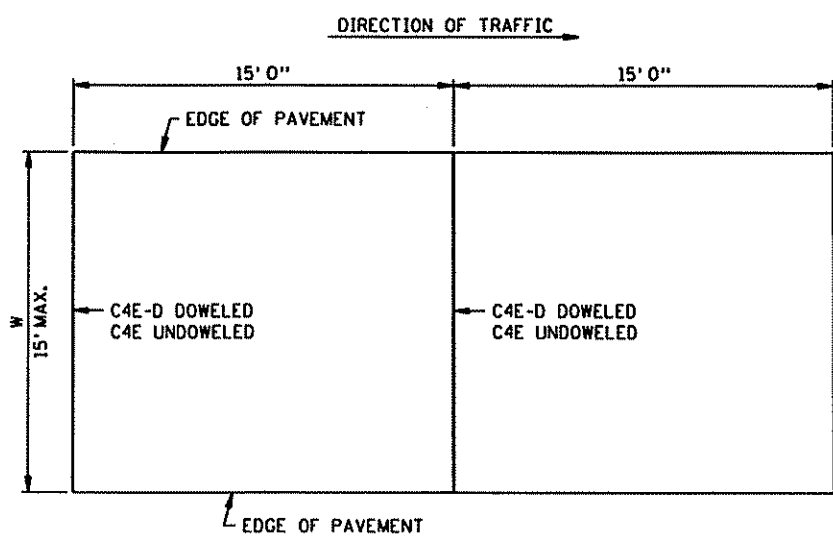 DIRECTION OF TRAFFIC
15' 0"
15' 0"
EDGE OF PAVEMENT
W
15' MAX.
C4E-D DOWELED
C4E UNDOWELED
C4E-D DOWELED
C4E UNDOWELED
EDGE OF PAVEMENT